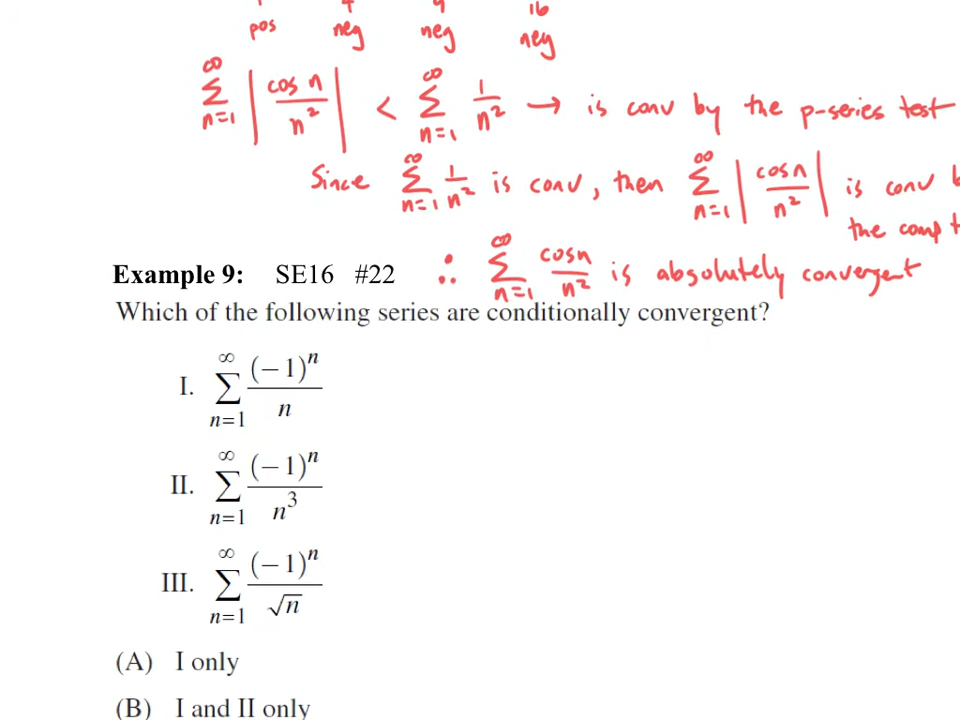 4 9 16
pos neg neg neg
∞ ∑ n=1 | cos n / n² | < ∞ ∑ n=1 1 / n² → is conv by the p-series test
Since ∞ ∑ n=1 1 / n² is conv, then ∞ ∑ n=1 | cos n / n² | is conv
the comp
Example 9: SE16 #22 ∴ ∞ ∑ n=1 cos n / n² is absolutely convergent
Which of the following series are conditionally convergent?
I. ∞ ∑ n=1 (−1)ⁿ / n
II. ∞ ∑ n=1 (−1)ⁿ / n³
III. ∞ ∑ n=1 (−1)ⁿ / √n
(A) I only
(B) I and II only